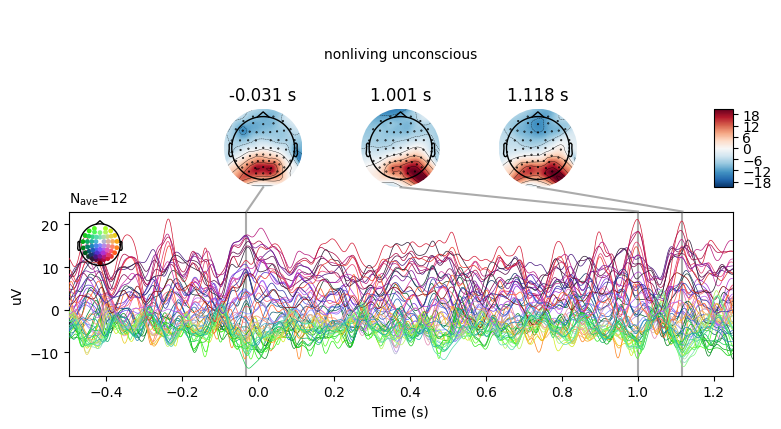 nonliving unconscious
-0.031 s 1.001 s 1.118 s
18
12
6
0
−6
−12
−18
Nave=12
20
10
0
−10
uV
−0.4 −0.2 0.0 0.2 0.4 0.6 0.8 1.0 1.2
Time (s)